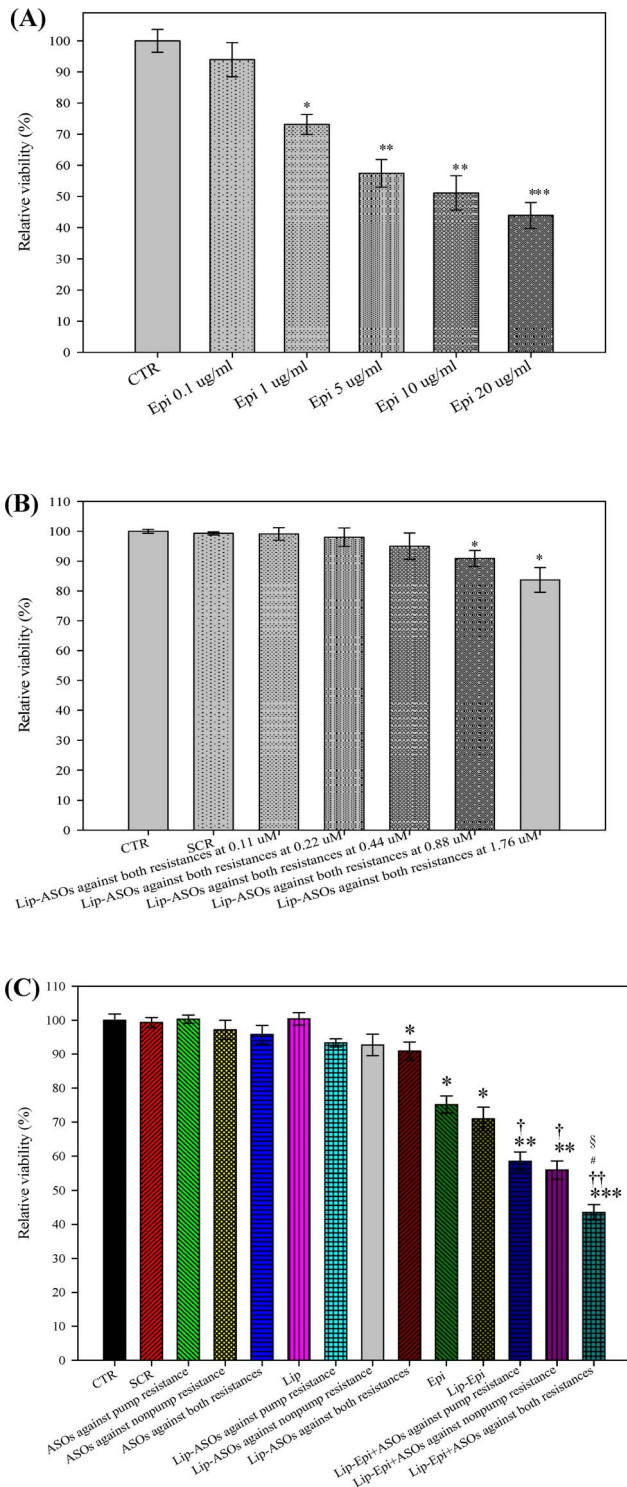 (A)
Relative viability (%)
100
90
80
70
60
50
40
30
20
10
0
*
**
**
***
CTR
Epi 0.1 ug/ml
Epi 1 ug/ml
Epi 5 ug/ml
Epi 10 ug/ml
Epi 20 ug/ml
(B)
Relative viability (%)
110
100
90
80
70
60
50
40
30
20
10
0
*
*
CTR
SCR
Lip-ASOs against both resistances at 0.11 uM
Lip-ASOs against both resistances at 0.22 uM
Lip-ASOs against both resistances at 0.44 uM
Lip-ASOs against both resistances at 0.88 uM
Lip-ASOs against both resistances at 1.76 uM
(C)
Relative viability (%)
110
100
90
80
70
60
50
40
30
20
10
0
*
*
*
†
**
†
**
§
#
††
***
CTR
SCR
ASOs against pump resistance
ASOs against nonpump resistance
ASOs against both resistances
Lip
Lip-ASOs against pump resistance
Lip-ASOs against nonpump resistance
Lip-ASOs against both resistances
Epi
Lip-Epi
Lip-Epi+ASOs against pump resistance
Lip-Epi+ASOs against nonpump resistance
Lip-Epi+ASOs against both resistances